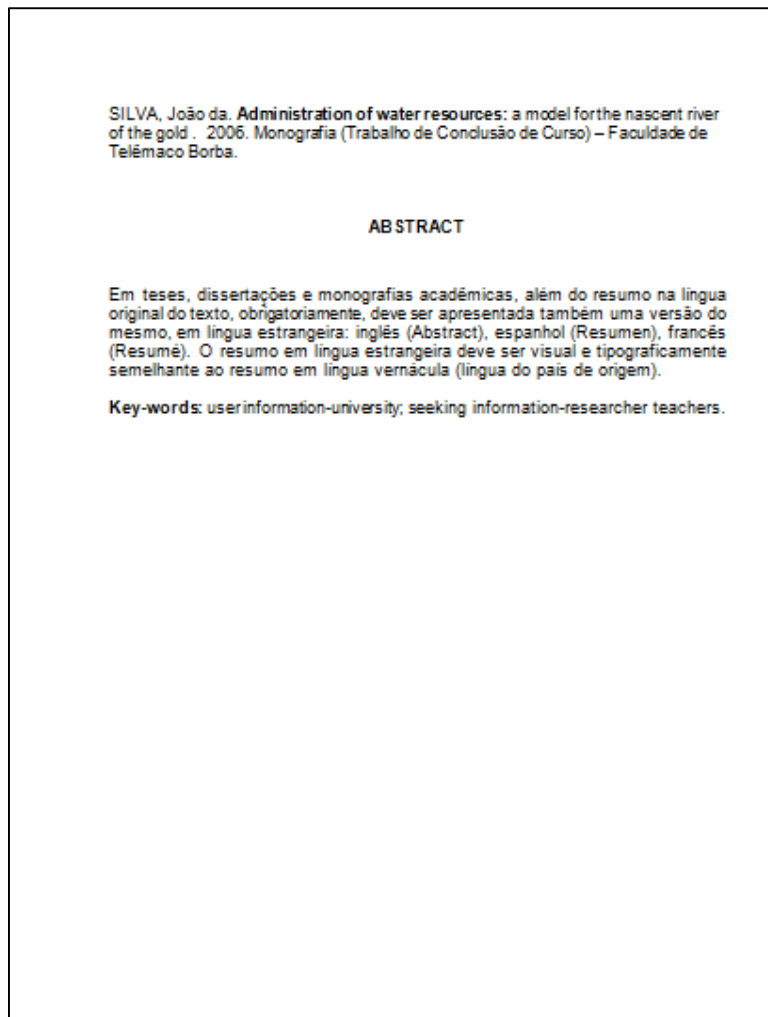 SILVA, João da. Administration of water resources: a model for the nascent river
of the gold . 2006. Monografia (Trabalho de Conclusão de Curso) – Faculdade de
Telêmaco Borba.
ABSTRACT
Em teses, dissertações e monografias acadêmicas, além do resumo na língua
original do texto, obrigatoriamente, deve ser apresentada também uma versão do
mesmo, em língua estrangeira: inglês (Abstract), espanhol (Resumen), francês
(Resumé). O resumo em língua estrangeira deve ser visual e tipograficamente
semelhante ao resumo em língua vernácula (língua do país de origem).
Key-words: user information-university; seeking information-researcher teachers.